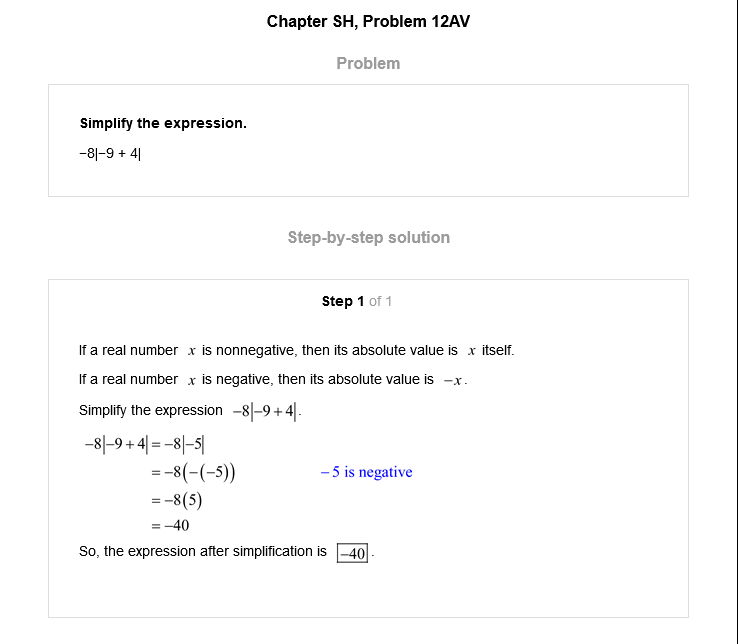 Chapter SH, Problem 12AV
Problem
Simplify the expression.
−8|−9 + 4|
Step-by-step solution
Step 1 of 1
If a real number x is nonnegative, then its absolute value is x itself.
If a real number x is negative, then its absolute value is −x.
Simplify the expression −8|−9+4|.
−8|−9+4| = −8|−5|
= −8(−(−5)) −5 is negative
= −8(5)
= −40
So, the expression after simplification is −40.